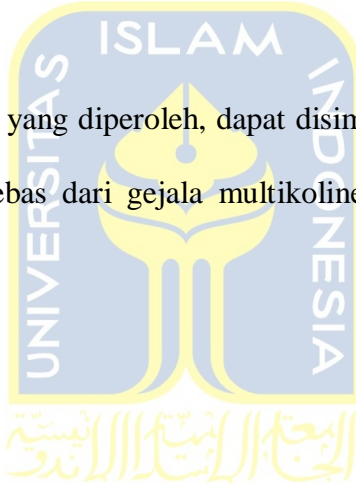 ISLAM
UNIVERSITAS
INDONESIA
yang diperoleh, dapat disim
ebas dari gejala multikoline